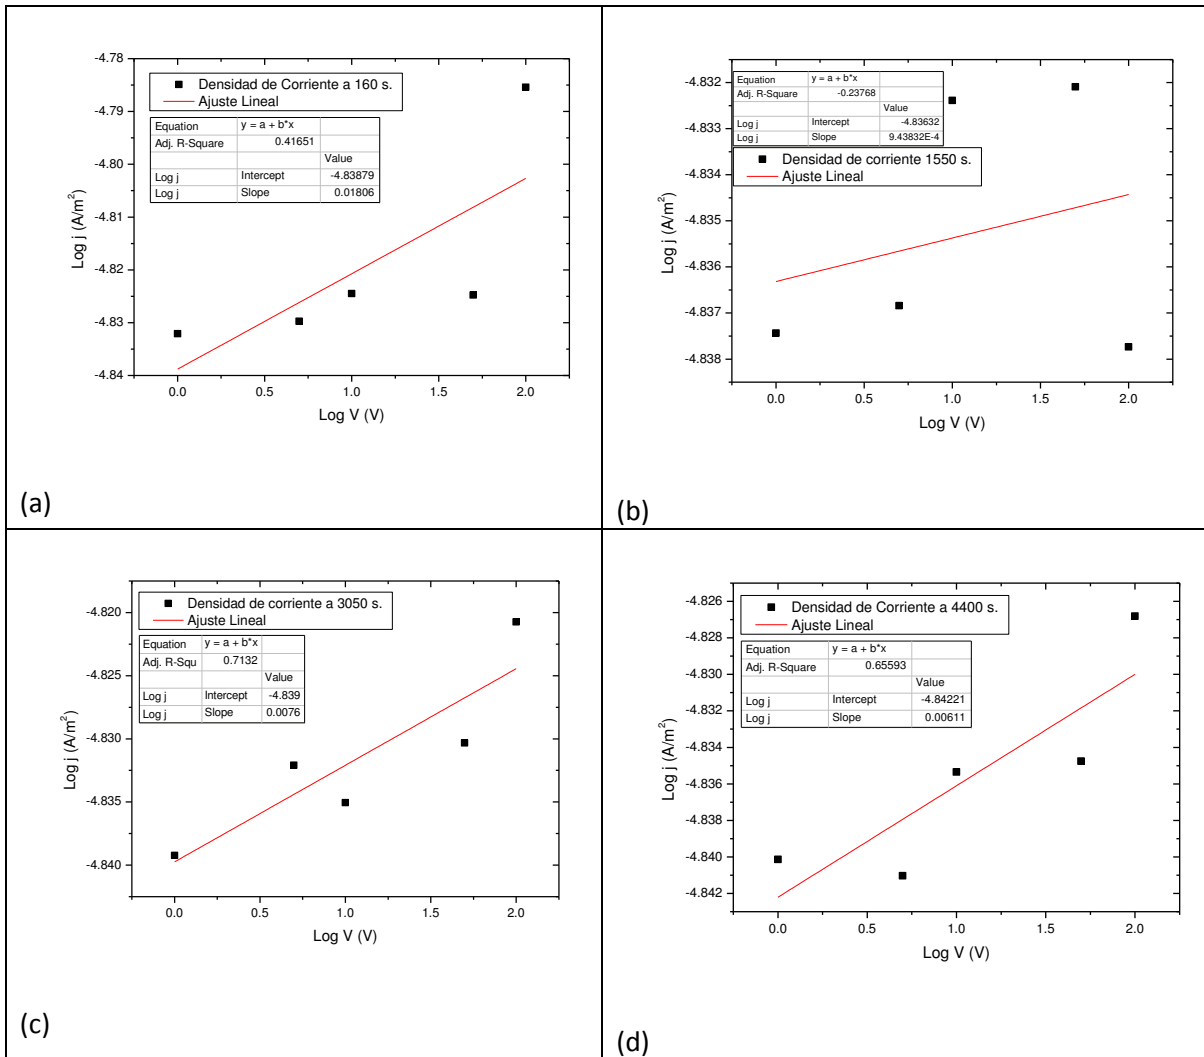 -4.78
-4.79
-4.80
-4.81
-4.82
-4.83
-4.84
Log j (A/m²)
Densidad de Corriente a 160 s.
Ajuste Lineal
Equation y = a + b*x
Adj. R-Square 0.41651
Value
Log j Intercept -4.83879
Log j Slope 0.01806
0.0 0.5 1.0 1.5 2.0
Log V (V)
(a)
-4.832
-4.833
-4.834
-4.835
-4.836
-4.837
-4.838
Log j (A/m²)
Equation y = a + b*x
Adj. R-Square -0.23768
Value
Log j Intercept -4.83632
Log j Slope 9.43832E-4
Densidad de corriente 1550 s.
Ajuste Lineal
0.0 0.5 1.0 1.5 2.0
Log V (V)
(b)
-4.820
-4.825
-4.830
-4.835
-4.840
Log j (A/m²)
Densidad de corriente a 3050 s.
Ajuste Lineal
Equation y = a + b*x
Adj. R-Squ 0.7132
Value
Log j Intercept -4.839
Log j Slope 0.0076
0.0 0.5 1.0 1.5 2.0
Log V (V)
(c)
-4.826
-4.828
-4.830
-4.832
-4.834
-4.836
-4.838
-4.840
-4.842
Log j (A/m²)
Densidad de Corriente a 4400 s.
Ajuste Lineal
Equation y = a + b*x
Adj. R-Square 0.65593
Value
Log j Intercept -4.84221
Log j Slope 0.00611
0.0 0.5 1.0 1.5 2.0
Log V (V)
(d)